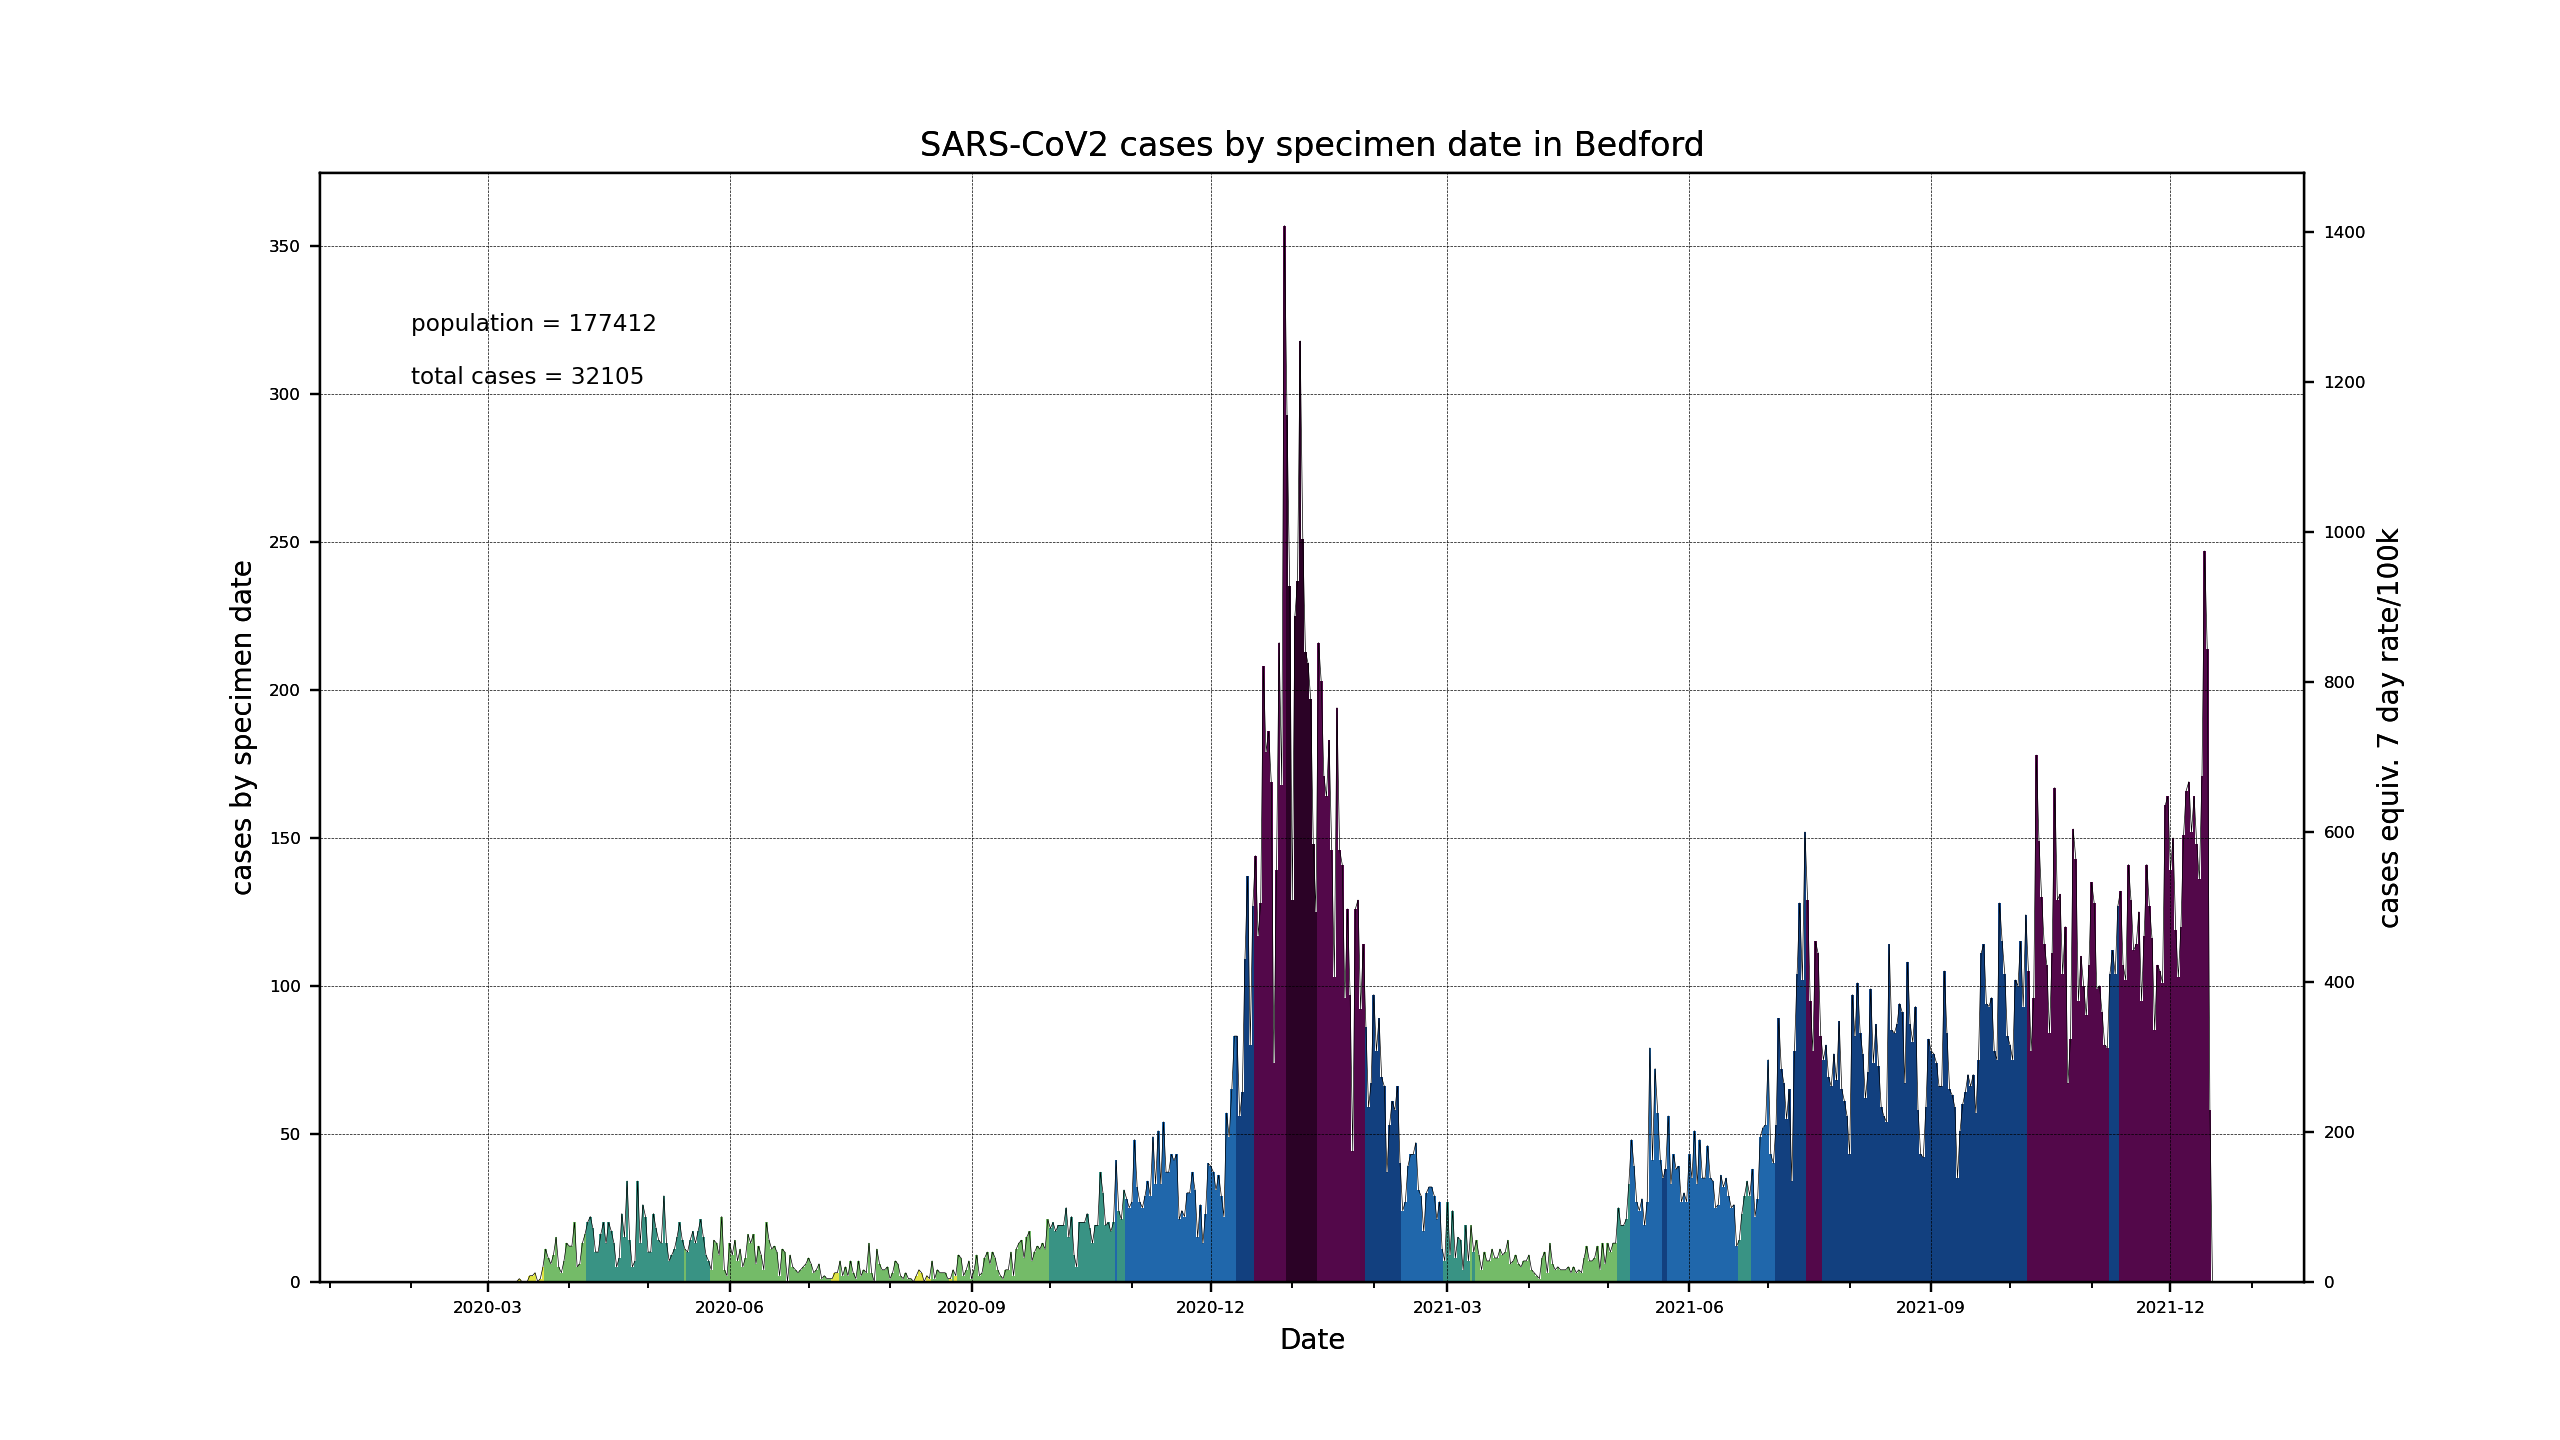 SARS-CoV2 cases by specimen date in Bedford
population = 177412
total cases = 32105
cases by specimen date
350
300
250
200
150
100
50
0
1400
1200
1000
800
600
400
200
0
cases equiv. 7 day rate/100k
2020-03 2020-06 2020-09 2020-12 2021-03 2021-06 2021-09 2021-12
Date